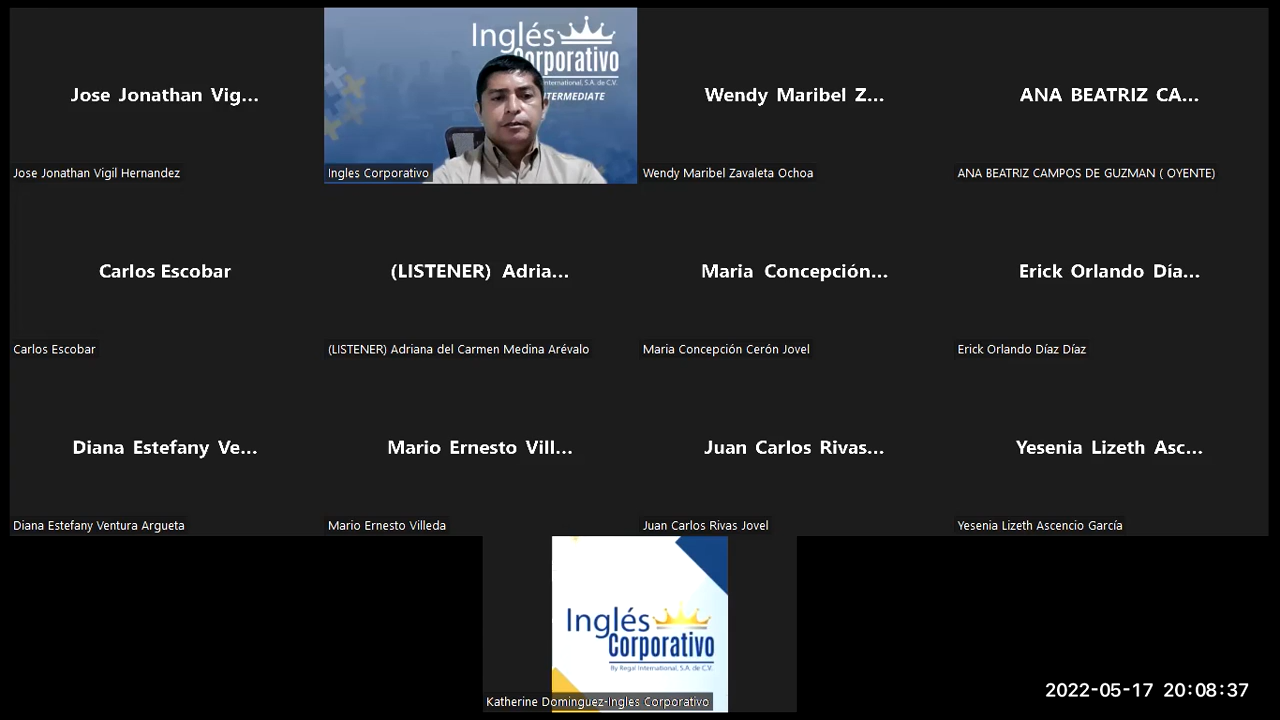 Jose Jonathan Vig...
Jose Jonathan Vigil Hernandez
Inglés
Corporativo
International, S.A. de C.V.
INTERMEDIATE
Ingles Corporativo
Wendy Maribel Z...
Wendy Maribel Zavaleta Ochoa
ANA BEATRIZ CA...
ANA BEATRIZ CAMPOS DE GUZMAN ( OYENTE)
Carlos Escobar
Carlos Escobar
(LISTENER) Adria...
(LISTENER) Adriana del Carmen Medina Arévalo
Maria Concepción...
Maria Concepción Cerón Jovel
Erick Orlando Día...
Erick Orlando Díaz Díaz
Diana Estefany Ve...
Diana Estefany Ventura Argueta
Mario Ernesto Vill...
Mario Ernesto Villeda
Juan Carlos Rivas...
Juan Carlos Rivas Jovel
Yesenia Lizeth Asc...
Yesenia Lizeth Ascencio García
Inglés
Corporativo
By Regal International, S.A. de C.V.
Katherine Dominguez-Ingles Corporativo
2022-05-17 20:08:37